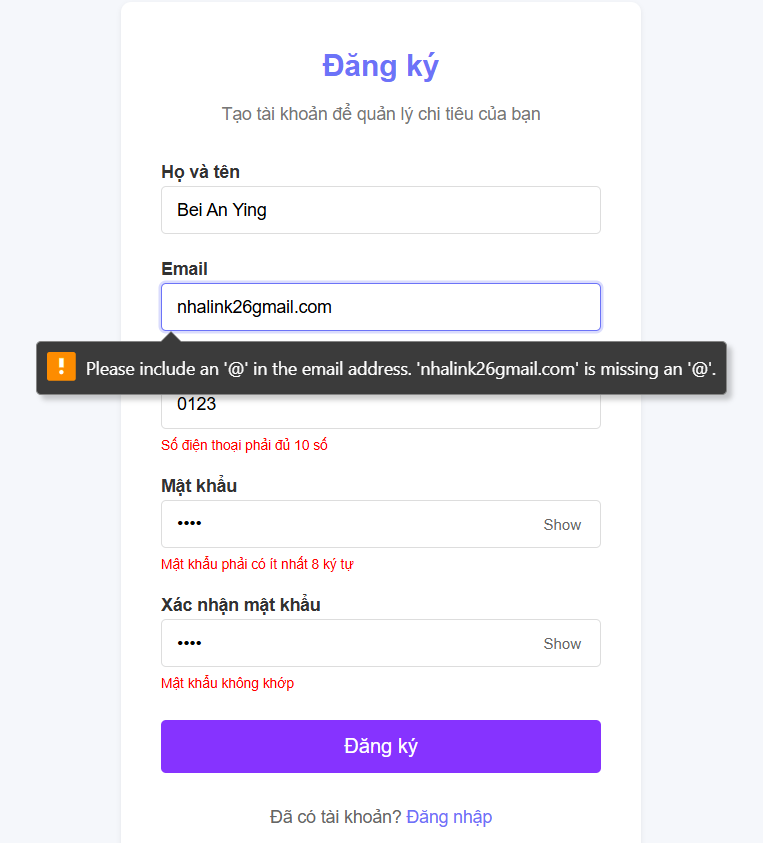 Đăng ký
Tạo tài khoản để quản lý chi tiêu của bạn
Họ và tên
Bei An Ying
Email
nhalink26gmail.com
Please include an '@' in the email address. 'nhalink26gmail.com' is missing an '@'.
0123
Số điện thoại phải đủ 10 số
Mật khẩu
Show
Mật khẩu phải có ít nhất 8 ký tự
Xác nhận mật khẩu
Show
Mật khẩu không khớp
Đăng ký
Đã có tài khoản? Đăng nhập